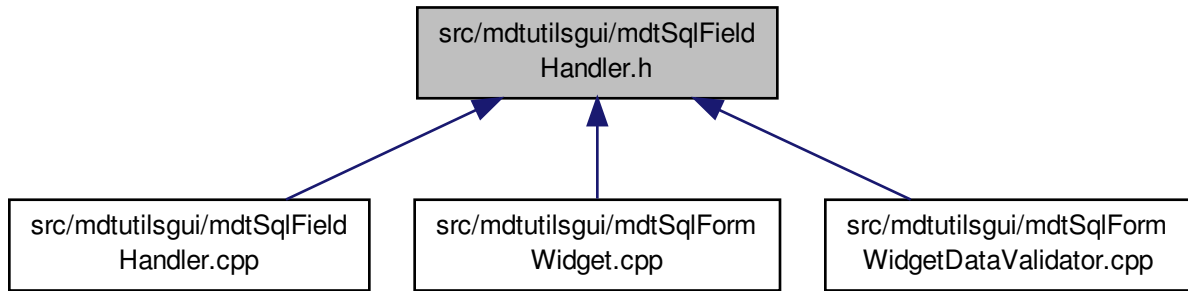 src/mdtutilsgui/mdtSqlField
Handler.h
src/mdtutilsgui/mdtSqlField
Handler.cpp
src/mdtutilsgui/mdtSqlForm
Widget.cpp
src/mdtutilsgui/mdtSqlForm
WidgetDataValidator.cpp